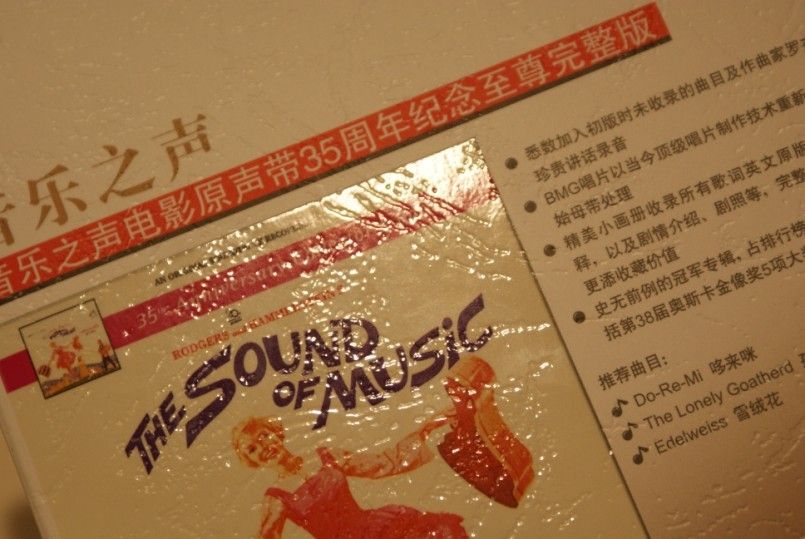 音乐之声
音乐之声电影原声带35周年纪念至尊完整版
35th Anniversary
RODGERS AND HAMMERSTEIN'S
THE SOUND
OF MUSIC
悉数加入初版时未收录的曲目及作曲家罗
珍贵讲话录音
BMG唱片以当今顶级唱片制作技术重新
始母带处理
精美小画册收录所有歌词英文原版
释，以及剧情介绍、剧照等，完整
更添收藏价值
史无前例的冠军专辑，占排行榜
括第38届奥斯卡金像奖5项大
推荐曲目：
Do-Re-Mi 哆来咪
The Lonely Goatherd
Edelweiss 雪绒花